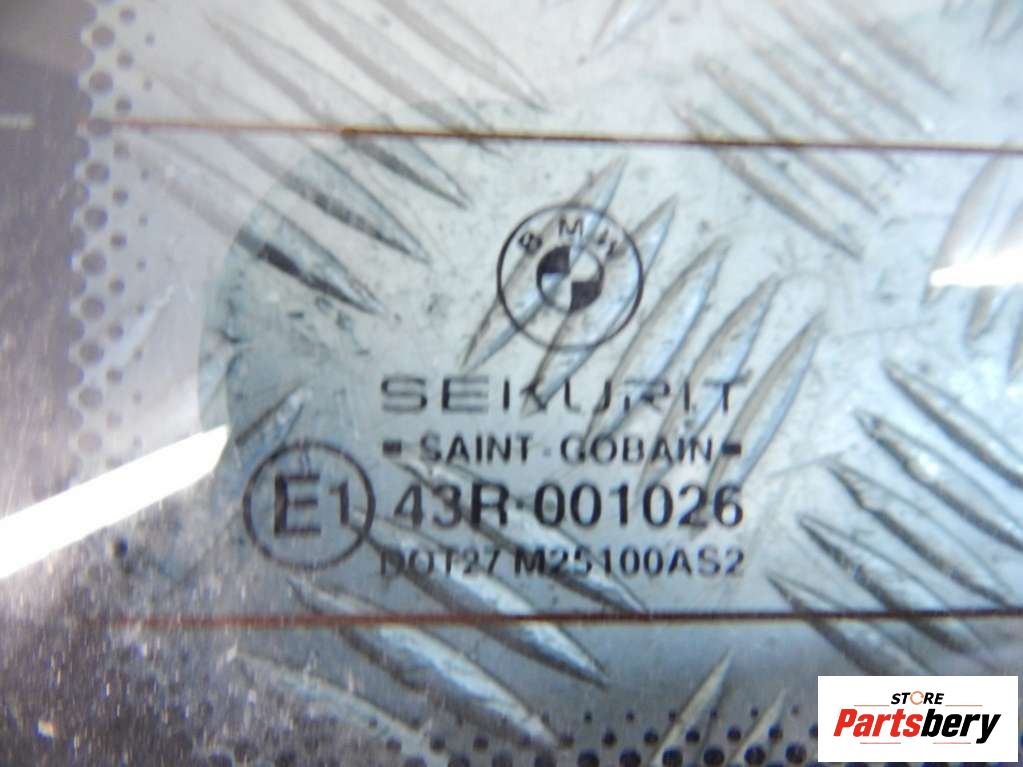 BMW
SEKURIT
SAINT-GOBAIN
E1 43R-001026
DOT27 M25100AS2
STORE
Partsbery